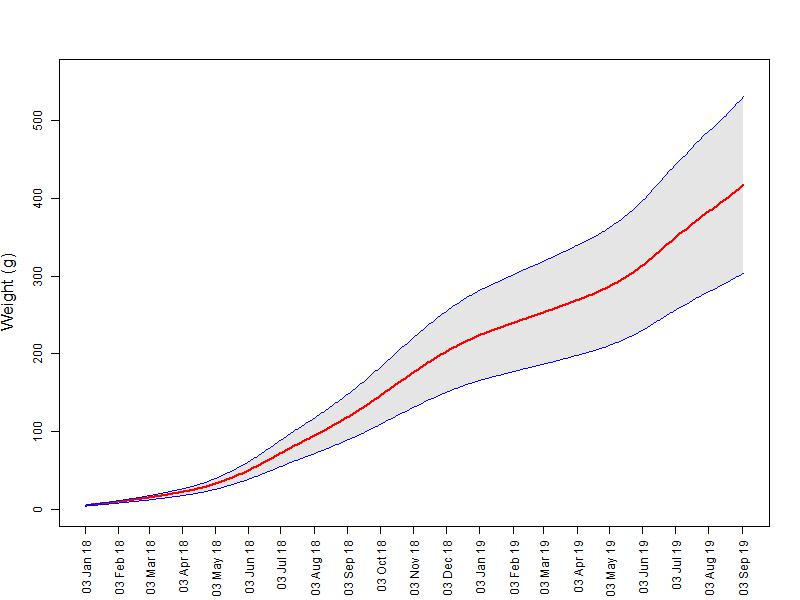 500
400
300
200
100
0
Weight (g)
03 Jan 18
03 Feb 18
03 Mar 18
03 Apr 18
03 May 18
03 Jun 18
03 Jul 18
03 Aug 18
03 Sep 18
03 Oct 18
03 Nov 18
03 Dec 18
03 Jan 19
03 Feb 19
03 Mar 19
03 Apr 19
03 May 19
03 Jun 19
03 Jul 19
03 Aug 19
03 Sep 19